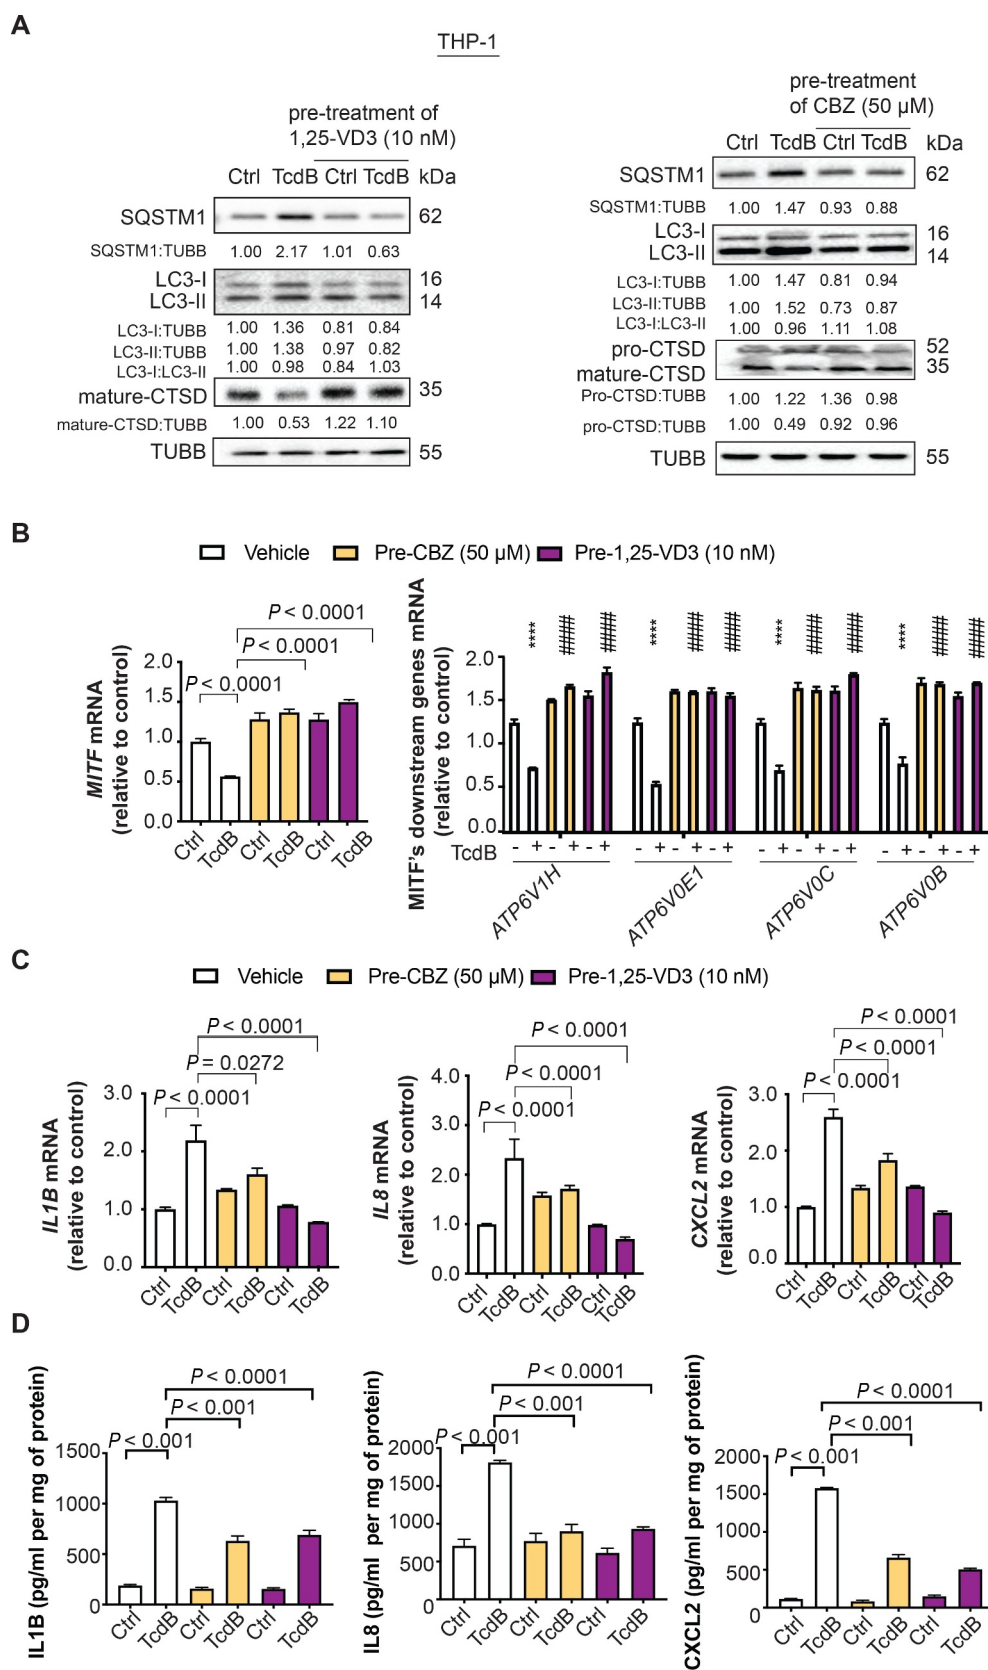 A
THP-1
pre-treatment of
1,25-VD3 (10 nM)
Ctrl TcdB Ctrl TcdB kDa
SQSTM1 62
SQSTM1:TUBB 1.00 2.17 1.01 0.63
LC3-I 16
LC3-II 14
LC3-I:TUBB 1.00 1.36 0.81 0.84
LC3-II:TUBB 1.00 1.38 0.97 0.82
LC3-I:LC3-II 1.00 0.98 0.84 1.03
mature-CTSD 35
mature-CTSD:TUBB 1.00 0.53 1.22 1.10
TUBB 55
pre-treatment
of CBZ (50 µM)
Ctrl TcdB Ctrl TcdB kDa
SQSTM1 62
SQSTM1:TUBB 1.00 1.47 0.93 0.88
LC3-I 16
LC3-II 14
LC3-I:TUBB 1.00 1.47 0.81 0.94
LC3-II:TUBB 1.00 1.52 0.73 0.87
LC3-I:LC3-II 1.00 0.96 1.11 1.08
pro-CTSD 52
mature-CTSD 35
Pro-CTSD:TUBB 1.00 1.22 1.36 0.98
pro-CTSD:TUBB 1.00 0.49 0.92 0.96
TUBB 55
B
Vehicle Pre-CBZ (50 µM) Pre-1,25-VD3 (10 nM)
MITF mRNA
(relative to control)
P < 0.0001
P < 0.0001
P < 0.0001
2.0
1.5
1.0
0.5
0.0
Ctrl TcdB Ctrl TcdB Ctrl TcdB
MITF's downstream genes mRNA
(relative to control)
**** #### #### **** #### #### **** #### #### **** #### ####
2.0
1.5
1.0
0.5
0.0
TcdB - + - + - + - + - + - + - + - + - + - + - + - +
ATP6V1H ATP6V0E1 ATP6V0C ATP6V0B
C
Vehicle Pre-CBZ (50 µM) Pre-1,25-VD3 (10 nM)
IL1B mRNA
(relative to control)
P < 0.0001
P = 0.0272
P < 0.0001
3.0
2.0
1.0
0.0
Ctrl TcdB Ctrl TcdB Ctrl TcdB
IL8 mRNA
(relative to control)
P < 0.0001
P < 0.0001
P < 0.0001
4.0
3.0
2.0
1.0
0.0
Ctrl TcdB Ctrl TcdB Ctrl TcdB
CXCL2 mRNA
(relative to control)
P < 0.0001
P < 0.0001
P < 0.0001
3.0
2.0
1.0
0.0
Ctrl TcdB Ctrl TcdB Ctrl TcdB
D
IL1B (pg/ml per mg of protein)
P < 0.0001
P < 0.001
P < 0.001
1500
1000
500
0
Ctrl TcdB Ctrl TcdB Ctrl TcdB
IL8 (pg/ml per mg of protein)
P < 0.0001
P < 0.001
P < 0.001
2000
1500
1000
500
0
Ctrl TcdB Ctrl TcdB Ctrl TcdB
CXCL2 (pg/ml per mg of protein)
P < 0.0001
P < 0.001
P < 0.001
2000
1500
1000
500
0
Ctrl TcdB Ctrl TcdB Ctrl TcdB